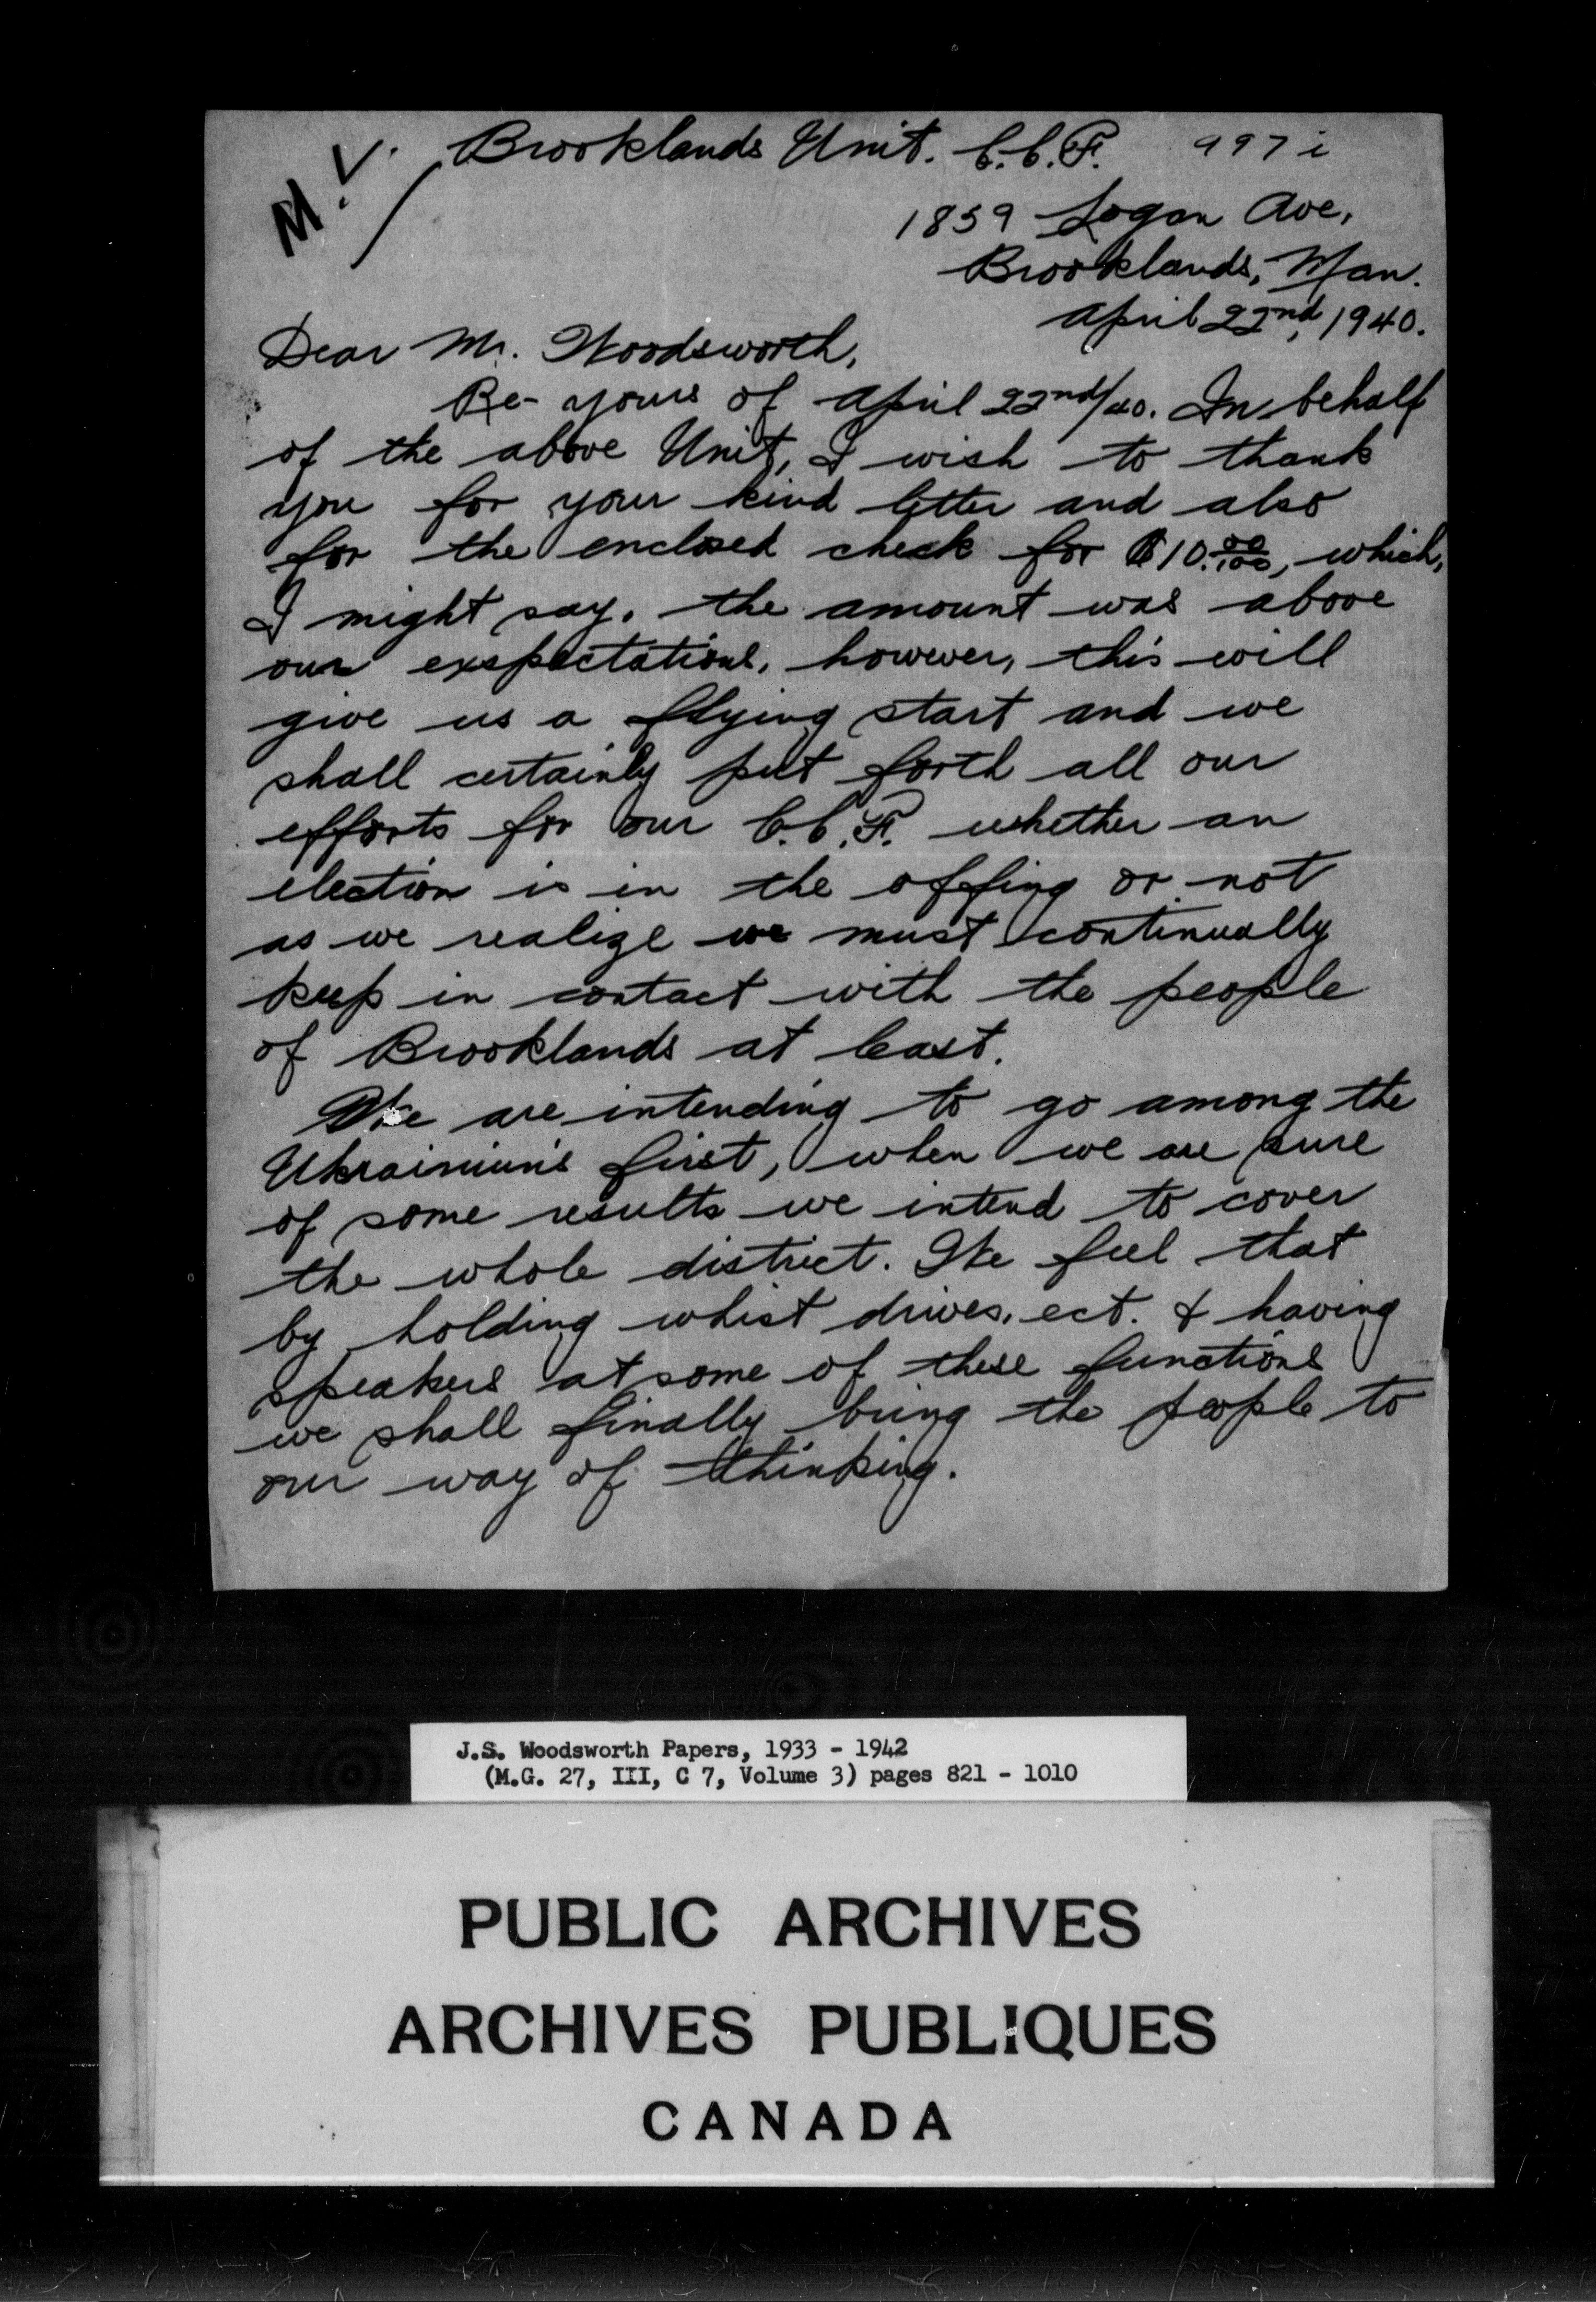 M.V.
Brooklands Unit. C.C.F. 997 i
1859 Logan Ave,
Brooklands, Man.
April 22nd, 1940.
Dear Mr. Woodsworth,
Re- yours of April 22nd/40. In behalf
of the above Unit, I wish to thank
you for your kind letter and also
for the enclosed check for $10.00/100, which,
I might say, the amount was above
our exspectations, however, this will
give us a flying start and we
shall certainly put forth all our
efforts for our C.C.F. whether an
election is in the offing or not
as we realize we must continually
keep in contact with the people
of Brooklands at least.
We are intending to go among the
Ukrainiuns first, when we are sure
of some results we intend to cover
the whole district. We feel that
by holding whist drives, ect. & having
speakers at some of these functions
we shall finally bring the people to
our way of thinking.
J.S. Woodsworth Papers, 1933 - 1942
(M.G. 27, III, C 7, Volume 3) pages 821 - 1010
PUBLIC ARCHIVES
ARCHIVES PUBLIQUES
CANADA